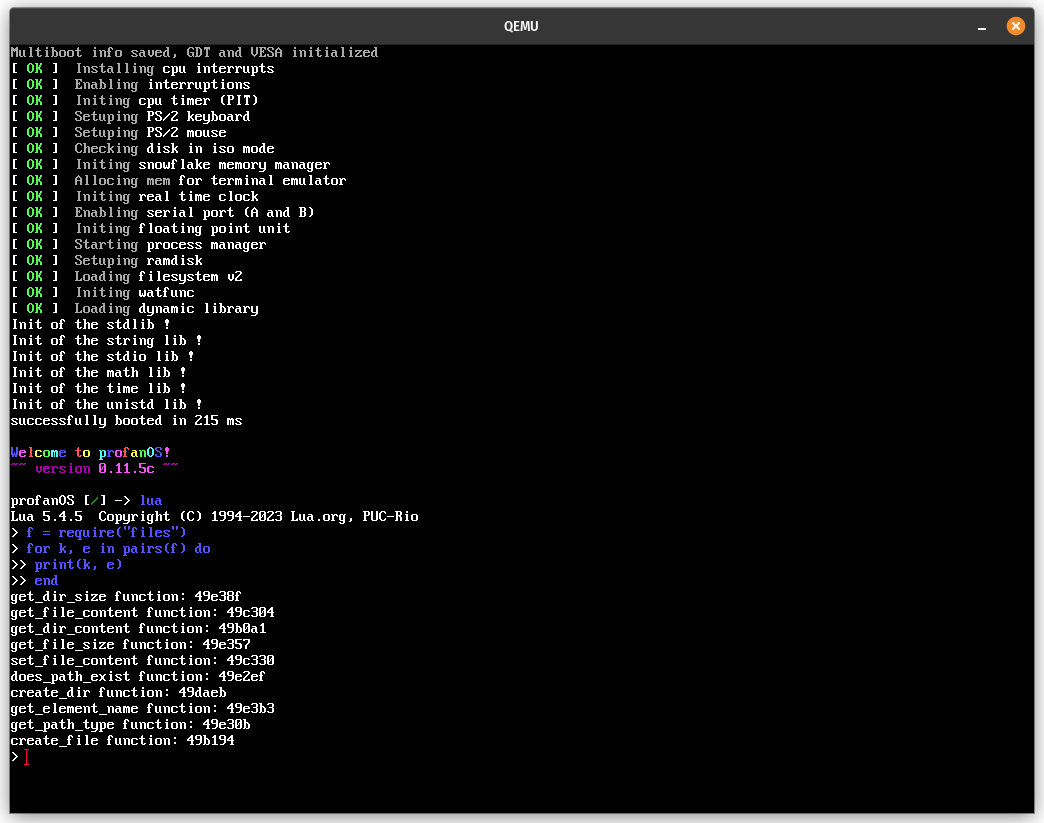 QEMU
Multiboot info saved, GDT and VESA initialized
[ OK ]  Installing cpu interrupts
[ OK ]  Enabling interruptions
[ OK ]  Initing cpu timer (PIT)
[ OK ]  Setuping PS/2 keyboard
[ OK ]  Setuping PS/2 mouse
[ OK ]  Checking disk in iso mode
[ OK ]  Initing snowflake memory manager
[ OK ]  Allocing mem for terminal emulator
[ OK ]  Initing real time clock
[ OK ]  Enabling serial port (A and B)
[ OK ]  Initing floating point unit
[ OK ]  Starting process manager
[ OK ]  Setuping ramdisk
[ OK ]  Loading filesystem v2
[ OK ]  Initing watfunc
[ OK ]  Loading dynamic library
Init of the stdlib !
Init of the string lib !
Init of the stdio lib !
Init of the math lib !
Init of the time lib !
Init of the unistd lib !
successfully booted in 215 ms
Welcome to profanOS!
~~ version 0.11.5c ~~
profanOS [/] -> lua
Lua 5.4.5  Copyright (C) 1994-2023 Lua.org, PUC-Rio
> f = require("files")
> for k, e in pairs(f) do
>> print(k, e)
>> end
get_dir_size function: 49e38f
get_file_content function: 49c304
get_dir_content function: 49b0a1
get_file_size function: 49e357
set_file_content function: 49c330
does_path_exist function: 49e2ef
create_dir function: 49daeb
get_element_name function: 49e3b3
get_path_type function: 49e30b
create_file function: 49b194
>